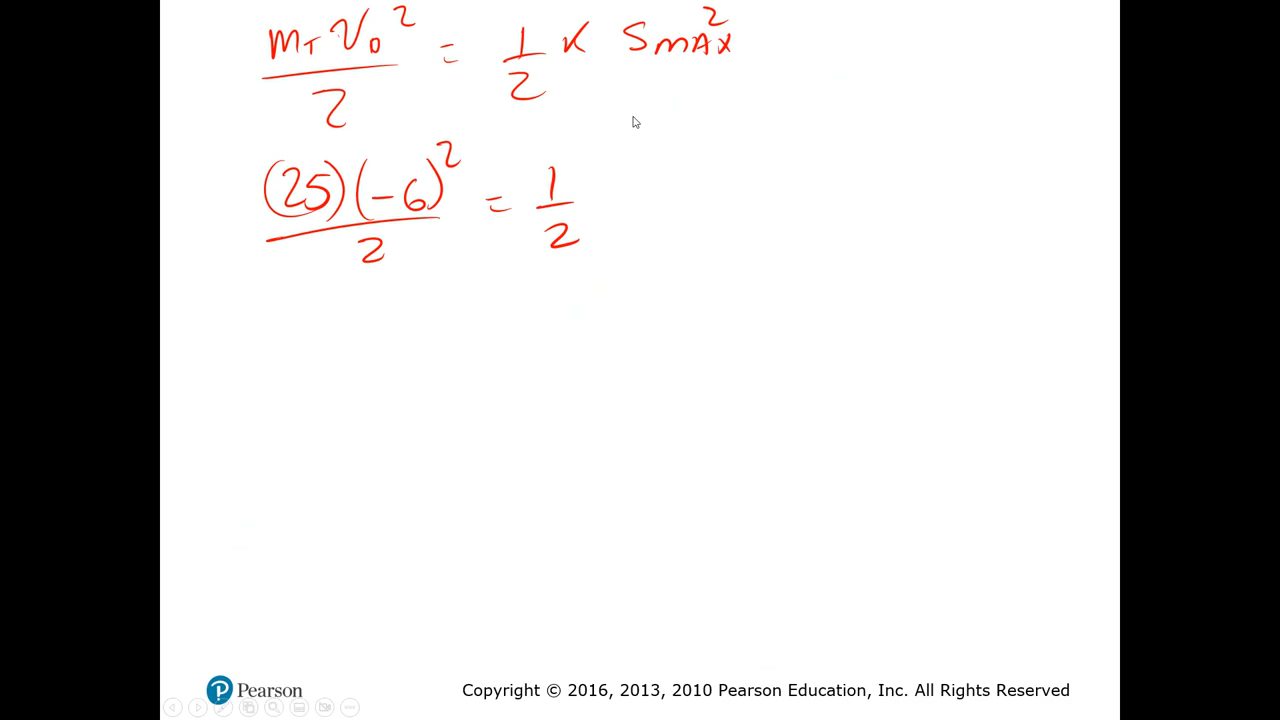 m_T V_0^2 / 2 = 1/2 K S_MAX^2
(25)(-6)^2 / 2 = 1/2
Pearson
Copyright © 2016, 2013, 2010 Pearson Education, Inc. All Rights Reserved